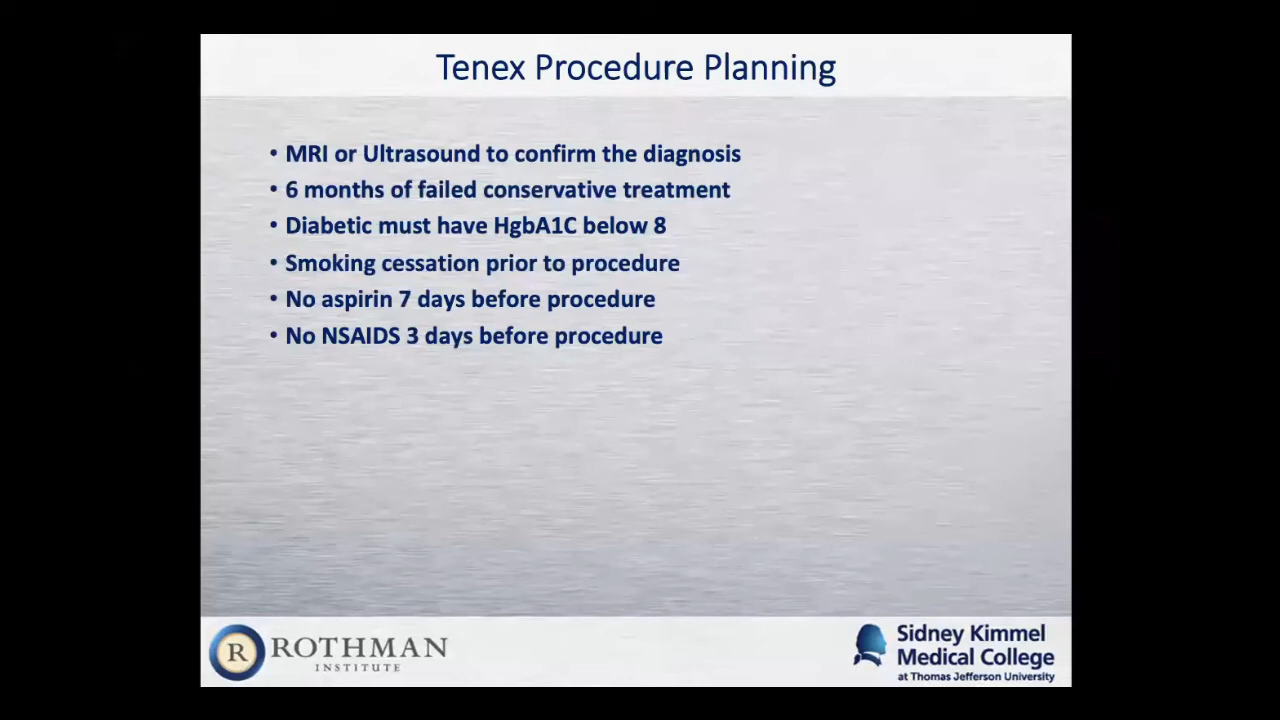 Tenex Procedure Planning
• MRI or Ultrasound to confirm the diagnosis
• 6 months of failed conservative treatment
• Diabetic must have HgbA1C below 8
• Smoking cessation prior to procedure
• No aspirin 7 days before procedure
• No NSAIDS 3 days before procedure
R ROTHMAN
INSTITUTE
Sidney Kimmel
Medical College
at Thomas Jefferson University